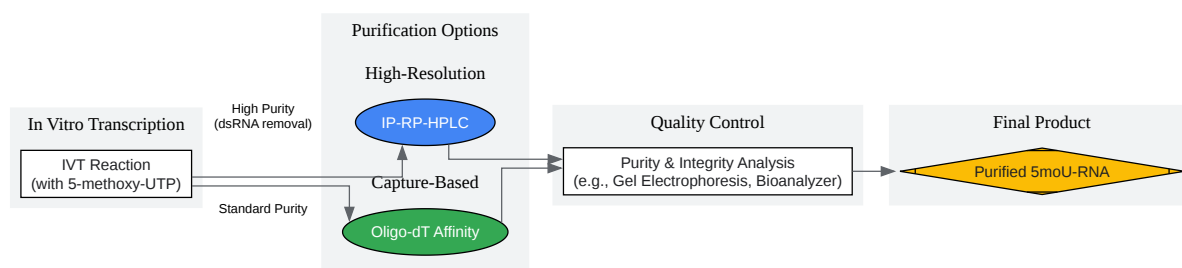 In Vitro Transcription
IVT Reaction
(with 5-methoxy-UTP)
High Purity
(dsRNA removal)
Standard Purity
Purification Options
High-Resolution
IP-RP-HPLC
Capture-Based
Oligo-dT Affinity
Quality Control
Purity & Integrity Analysis
(e.g., Gel Electrophoresis, Bioanalyzer)
Final Product
Purified 5moU-RNA